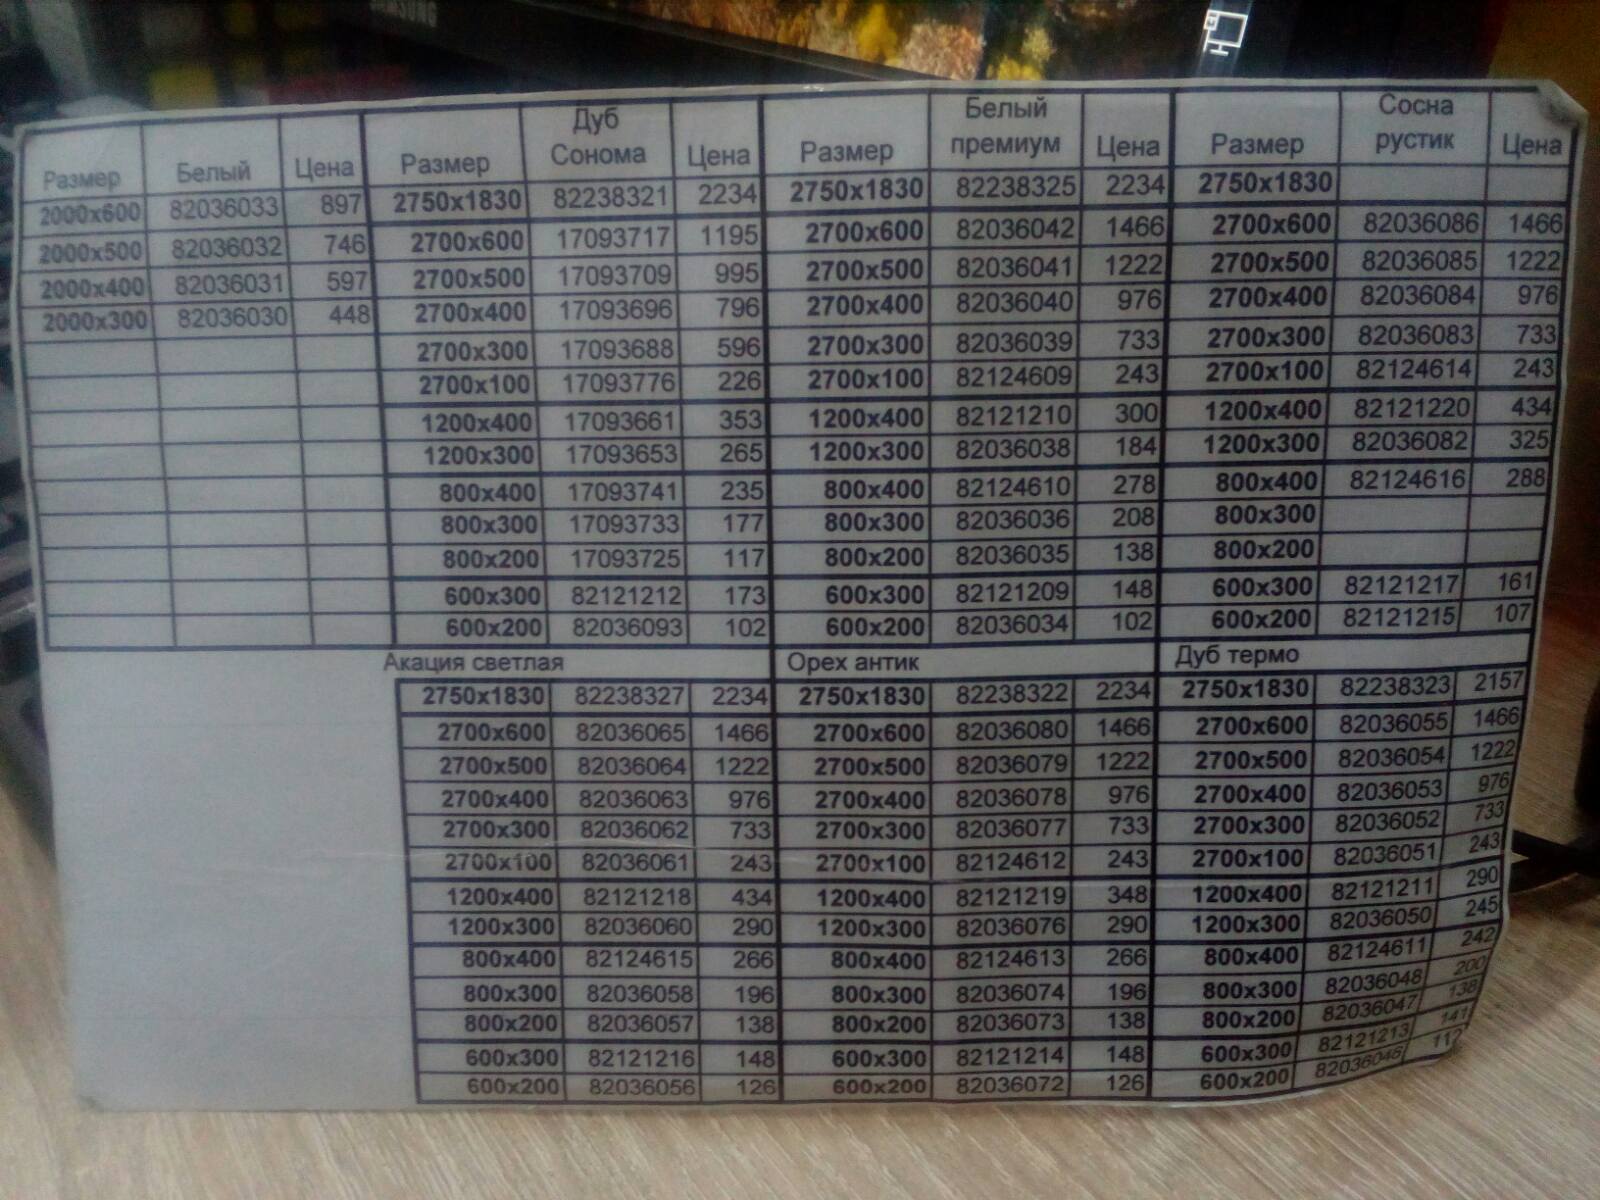 SAMSUNG
Размер Белый Цена Размер Дуб Сонома Цена Размер Белый премиум Цена Размер Сосна рустик Цена
2000x600 82036033 897 2750x1830 82238321 2234 2750x1830 82238325 2234 2750x1830
2000x500 82036032 746 2700x600 17093717 1195 2700x600 82036042 1466 2700x600 82036086 1466
2000x400 82036031 597 2700x500 17093709 995 2700x500 82036041 1222 2700x500 82036085 1222
2000x300 82036030 448 2700x400 17093696 796 2700x400 82036040 976 2700x400 82036084 976
2700x300 17093688 596 2700x300 82036039 733 2700x300 82036083 733
2700x100 17093776 226 2700x100 82124609 243 2700x100 82124614 243
1200x400 17093661 353 1200x400 82121210 300 1200x400 82121220 434
1200x300 17093653 265 1200x300 82036038 184 1200x300 82036082 325
800x400 17093741 235 800x400 82124610 278 800x400 82124616 288
800x300 17093733 177 800x300 82036036 208 800x300
800x200 17093725 117 800x200 82036035 138 800x200
600x300 82121212 173 600x300 82121209 148 600x300 82121217 161
600x200 82036093 102 600x200 82036034 102 600x200 82121215 107
Акация светлая Орех антик Дуб термо
2750x1830 82238327 2234 2750x1830 82238322 2234 2750x1830 82238323 2157
2700x600 82036065 1466 2700x600 82036080 1466 2700x600 82036055 1466
2700x500 82036064 1222 2700x500 82036079 1222 2700x500 82036054 1222
2700x400 82036063 976 2700x400 82036078 976 2700x400 82036053 976
2700x300 82036062 733 2700x300 82036077 733 2700x300 82036052 733
2700x100 82036061 243 2700x100 82124612 243 2700x100 82036051 243
1200x400 82121218 434 1200x400 82121219 348 1200x400 82121211 290
1200x300 82036060 290 1200x300 82036076 290 1200x300 82036050 245
800x400 82124615 266 800x400 82124613 266 800x400 82124611 242
800x300 82036058 196 800x300 82036074 196 800x300 82036048 200
800x200 82036057 138 800x200 82036073 138 800x200 82036047 138
600x300 82121216 148 600x300 82121214 148 600x300 82121213 141
600x200 82036056 126 600x200 82036072 126 600x200